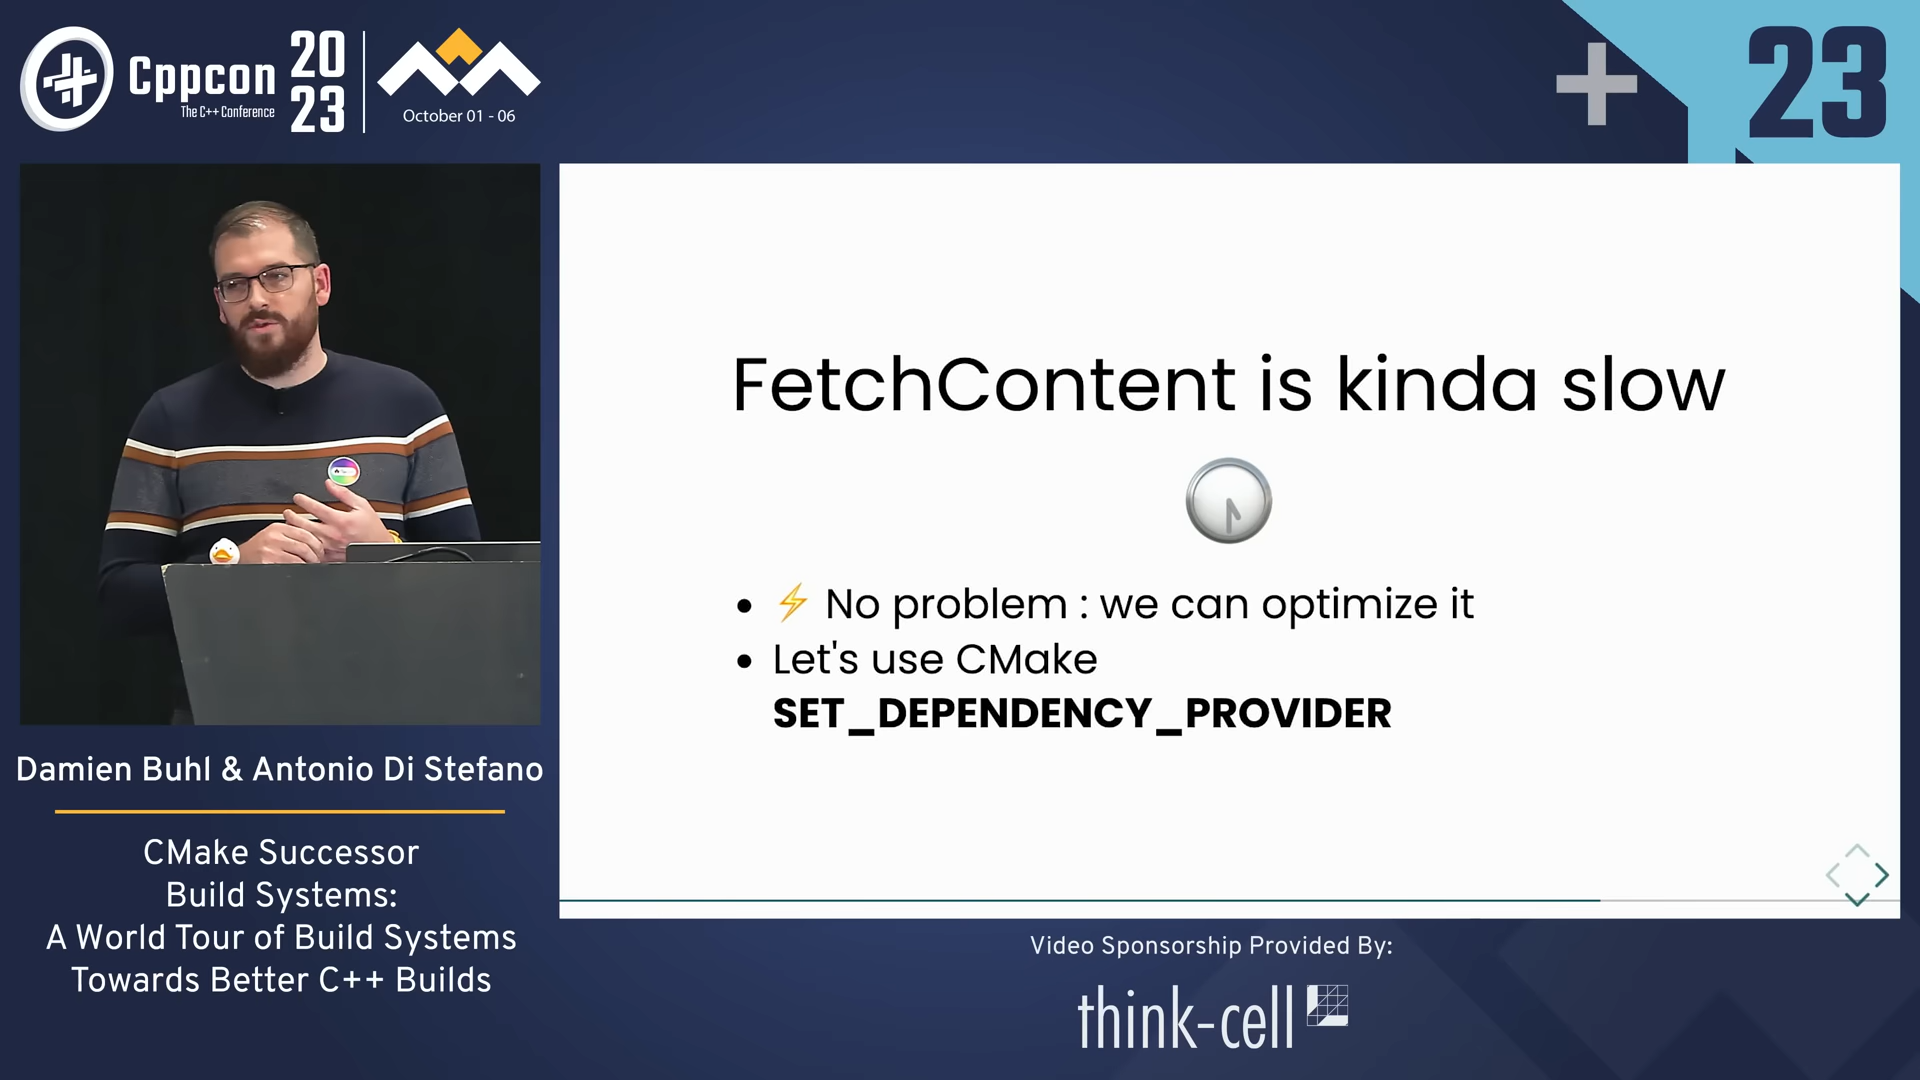 Cppcon
The C++ Conference
20
23
October 01 - 06
23
FetchContent is kinda slow
⚡ No problem : we can optimize it
Let's use CMake
SET_DEPENDENCY_PROVIDER
Damien Buhl & Antonio Di Stefano
CMake Successor
Build Systems:
A World Tour of Build Systems
Towards Better C++ Builds
Video Sponsorship Provided By:
think-cell